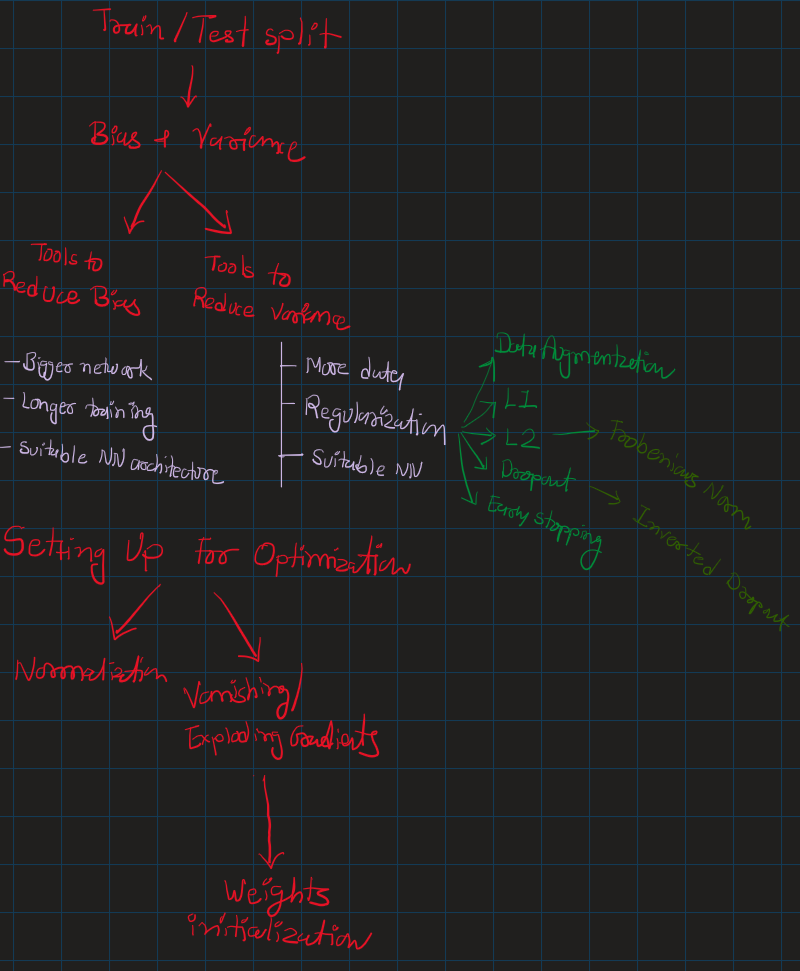 Train / Test split
Bias + Variance
Tools to
Reduce Bias
Tools to
Reduce Variance
- Bigger network
- Longer training
- Suitable NN architecture
- More data
- Regularization
- Suitable NN
Data Augmentation
L1
L2
Dropout
Early stopping
Frobenious Norm
Inverted Dropout
Setting Up For Optimization
Normalization
Vanishing/
Exploding Gradients
Weights
initialization